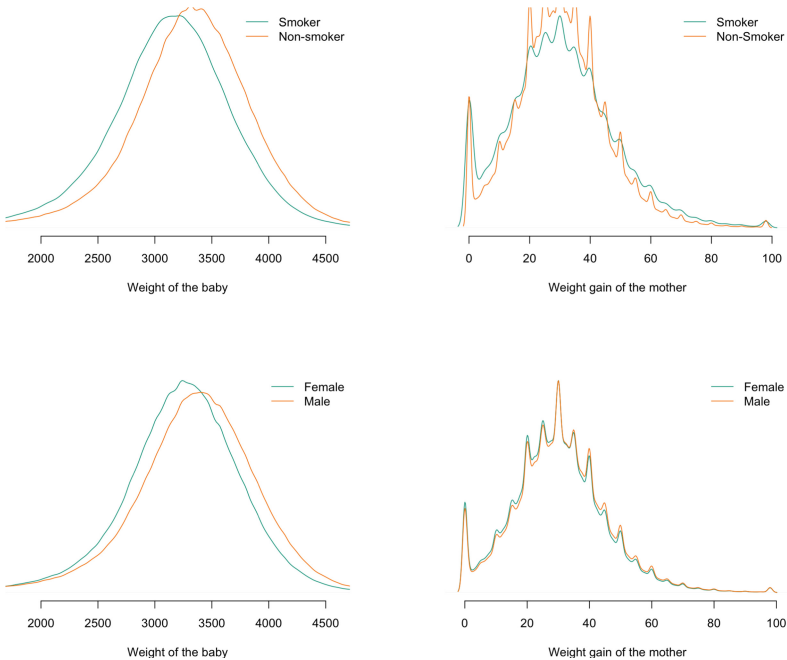 Smoker
Non-smoker
2000 2500 3000 3500 4000 4500
Weight of the baby
Smoker
Non-Smoker
0 20 40 60 80 100
Weight gain of the mother
Female
Male
2000 2500 3000 3500 4000 4500
Weight of the baby
Female
Male
0 20 40 60 80 100
Weight gain of the mother